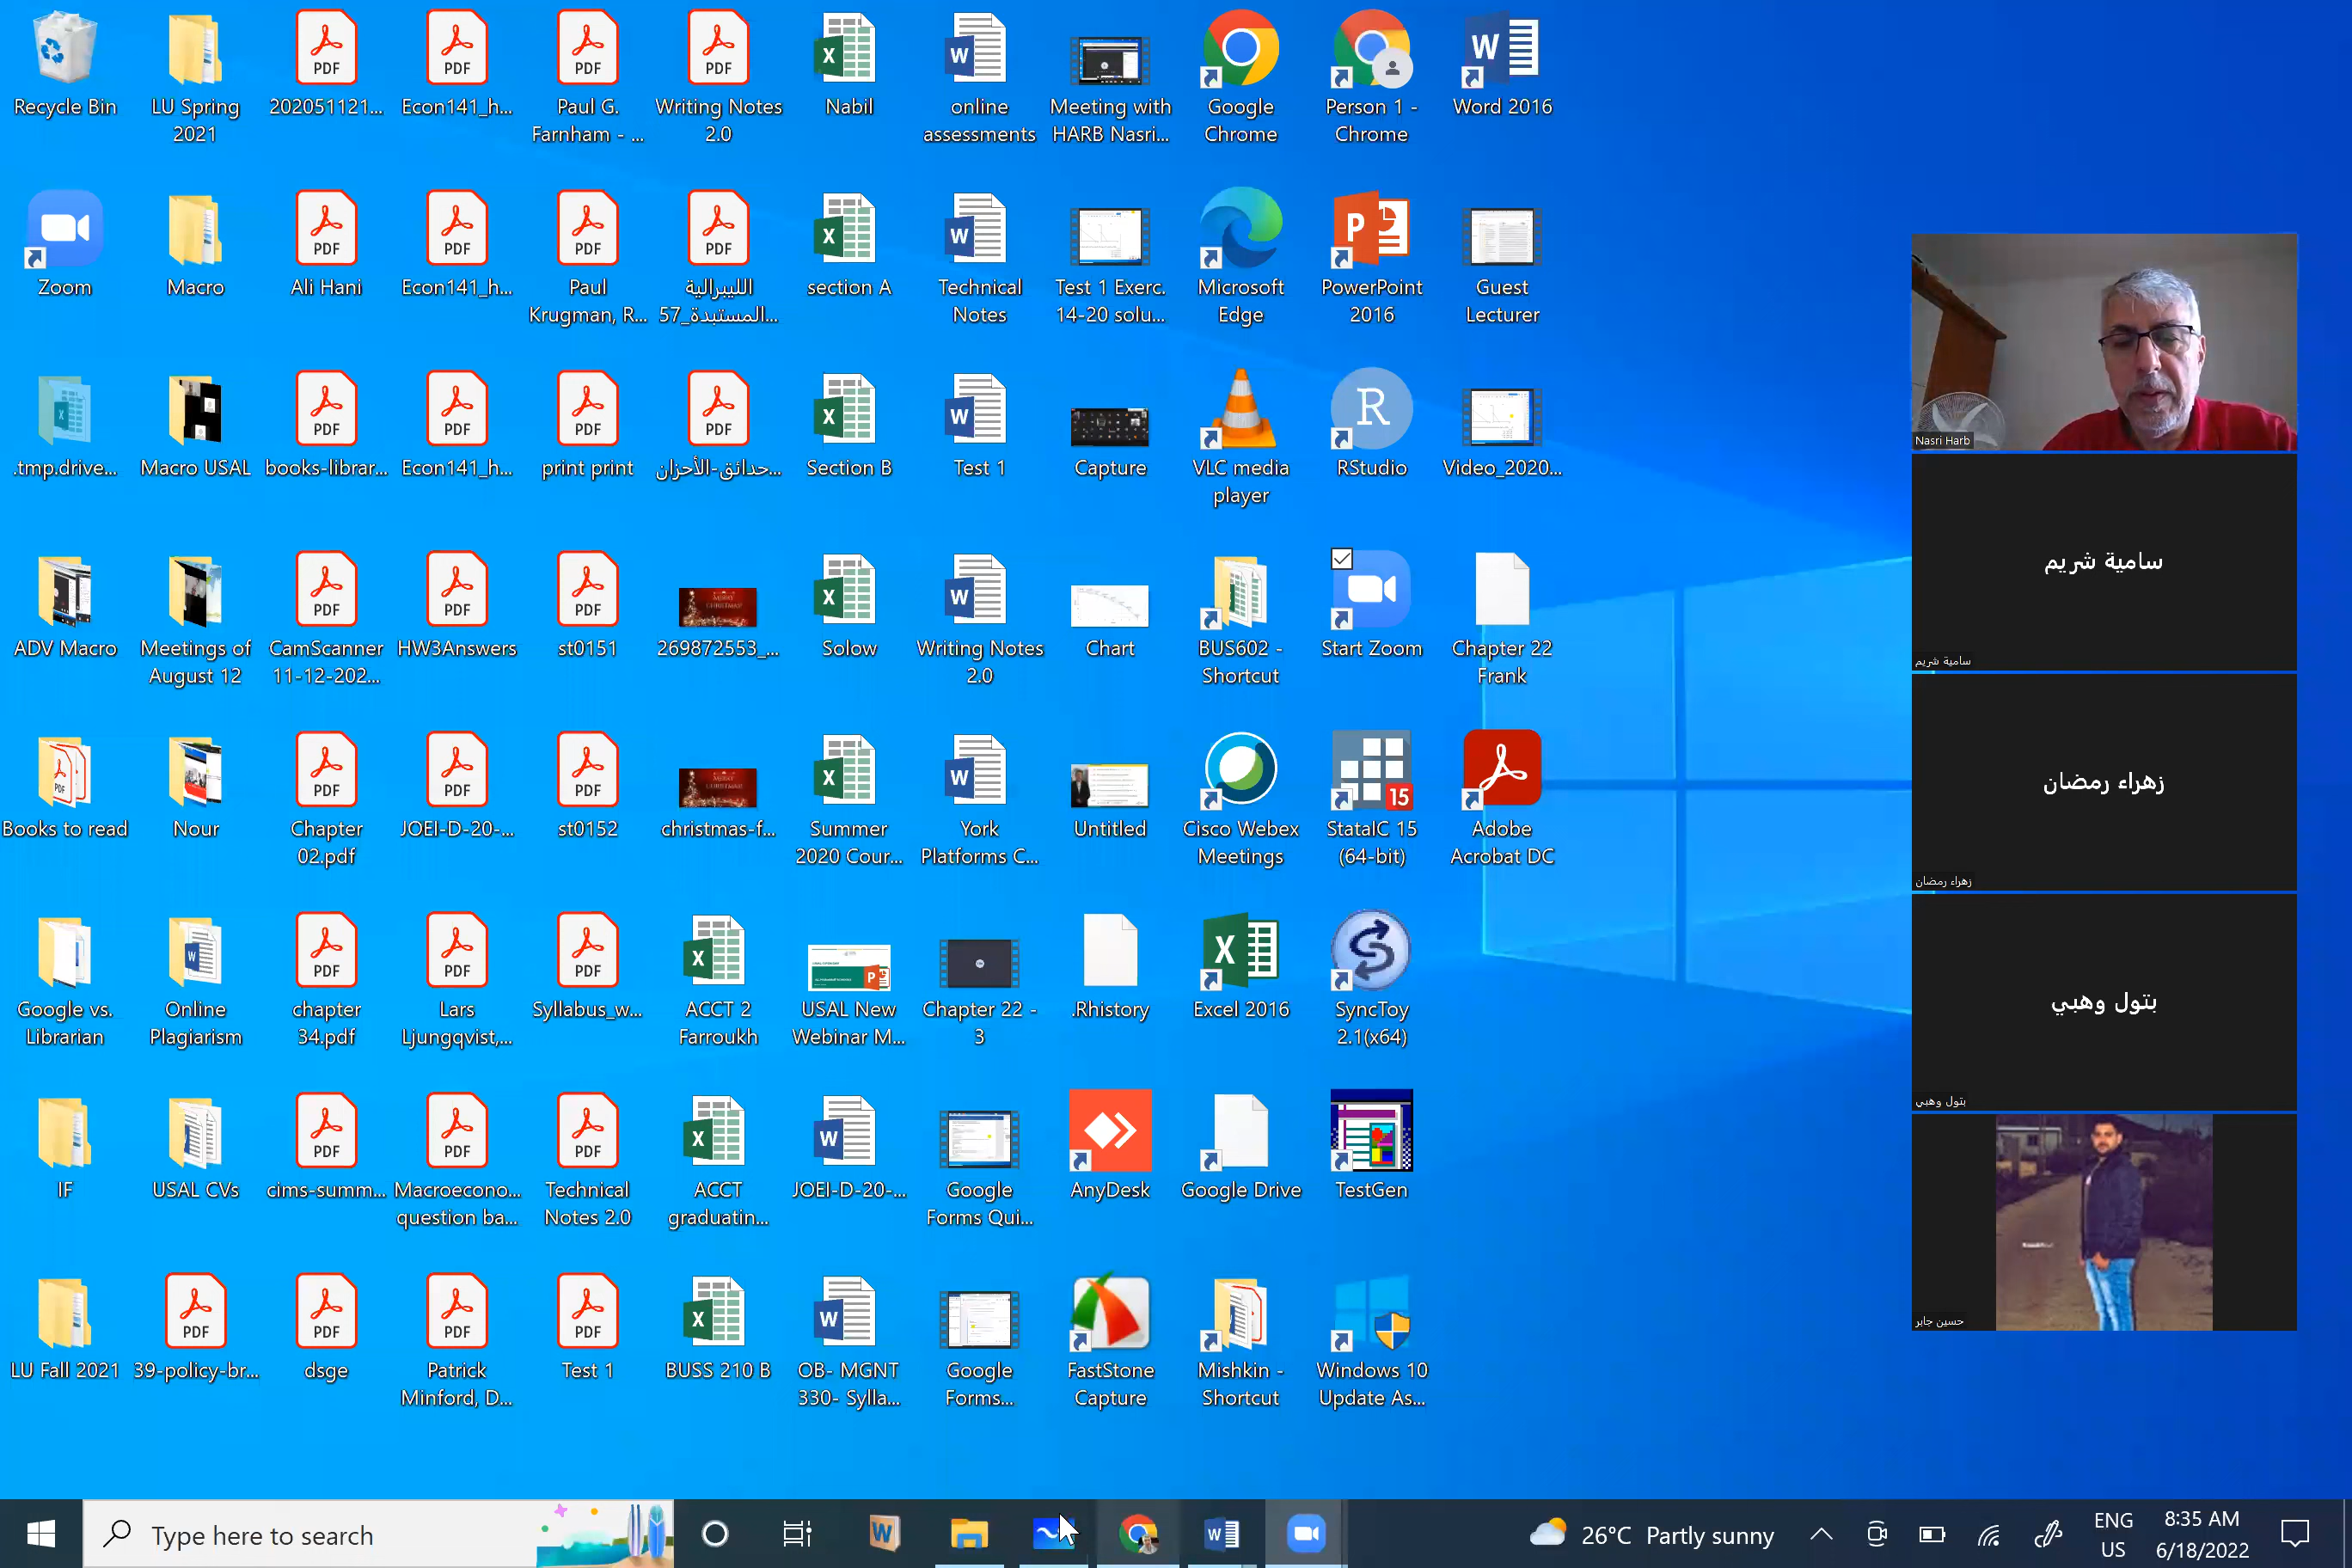 Recycle Bin
LU Spring
2021
202051121...
Econ141_h...
Paul G.
Farnham - ...
Writing Notes
2.0
Nabil
online
assessments
Meeting with
HARB Nasri...
Google
Chrome
Person 1 -
Chrome
Word 2016
Zoom
Macro
Ali Hani
Econ141_h...
Paul
Krugman, R...
الليبرالية
المستبدة_57...
section A
Technical
Notes
Test 1 Exerc.
14-20 solu...
Microsoft
Edge
PowerPoint
2016
Guest
Lecturer
.tmp.drive...
Macro USAL
books-librar...
Econ141_h...
print print
حدائق-الأحزان...
Section B
Test 1
Capture
VLC media
player
RStudio
Video_2020...
ADV Macro
Meetings of
August 12
CamScanner
11-12-202...
HW3Answers
st0151
269872553_...
Solow
Writing Notes
2.0
Chart
BUS602 -
Shortcut
Start Zoom
Chapter 22
Frank
Books to read
Nour
Chapter
02.pdf
JOEI-D-20-...
st0152
christmas-f...
Summer
2020 Cour...
York
Platforms C...
Untitled
Cisco Webex
Meetings
StataIC 15
(64-bit)
Adobe
Acrobat DC
Google vs.
Librarian
Online
Plagiarism
chapter
34.pdf
Lars
Ljungqvist,...
Syllabus_w...
ACCT 2
Farroukh
USAL New
Webinar M...
Chapter 22 -
3
.Rhistory
Excel 2016
SyncToy
2.1(x64)
IF
USAL CVs
cims-summ...
Macroecono...
question ba...
Technical
Notes 2.0
ACCT
graduatin...
JOEI-D-20-...
Google
Forms Qui...
AnyDesk
Google Drive
TestGen
LU Fall 2021
39-policy-br...
dsge
Patrick
Minford, D...
Test 1
BUSS 210 B
OB- MGNT
330- Sylla...
Google
Forms...
FastStone
Capture
Mishkin -
Shortcut
Windows 10
Update As...
Nasri Harb
سامية شريم
سامية شريم
زهراء رمضان
زهراء رمضان
بتول وهبي
بتول وهبي
حسين جابر
Type here to search
26°C Partly sunny
ENG
US
8:35 AM
6/18/2022